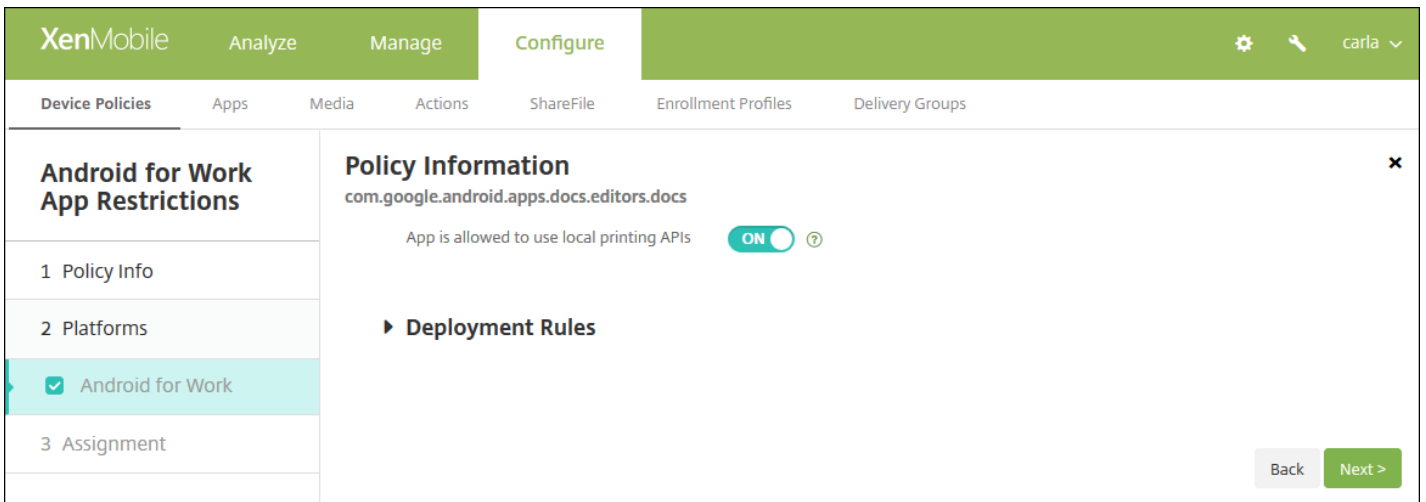 XenMobile Analyze Manage Configure carla
Device Policies Apps Media Actions ShareFile Enrollment Profiles Delivery Groups
Android for Work
App Restrictions
1 Policy Info
2 Platforms
Android for Work
3 Assignment
Policy Information
com.google.android.apps.docs.editors.docs
App is allowed to use local printing APIs ON ?
Deployment Rules
Back Next >